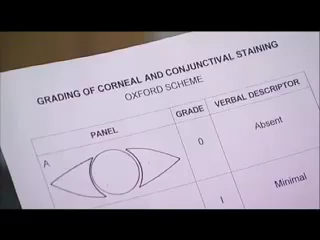 GRADING OF CORNEAL AND CONJUNCTIVAL STAINING
OXFORD SCHEME
PANEL GRADE VERBAL DESCRIPTOR
A 0 Absent
I Minimal